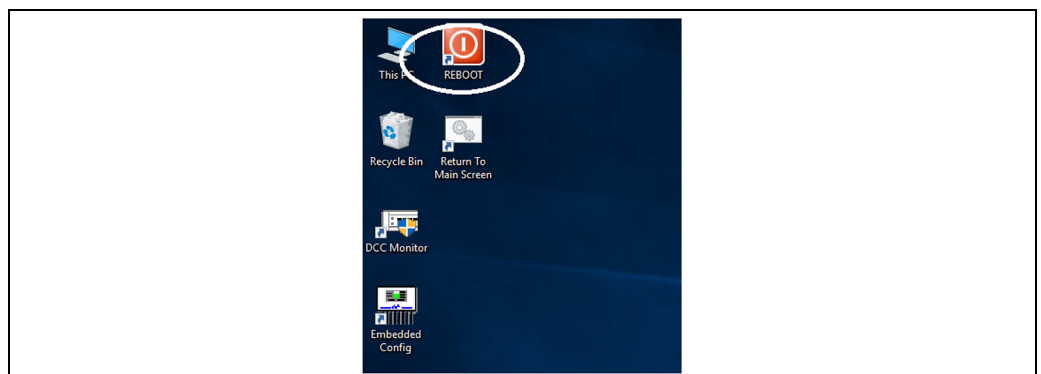 This PC
REBOOT
Recycle Bin
Return To
Main Screen
DCC Monitor
Embedded
Config